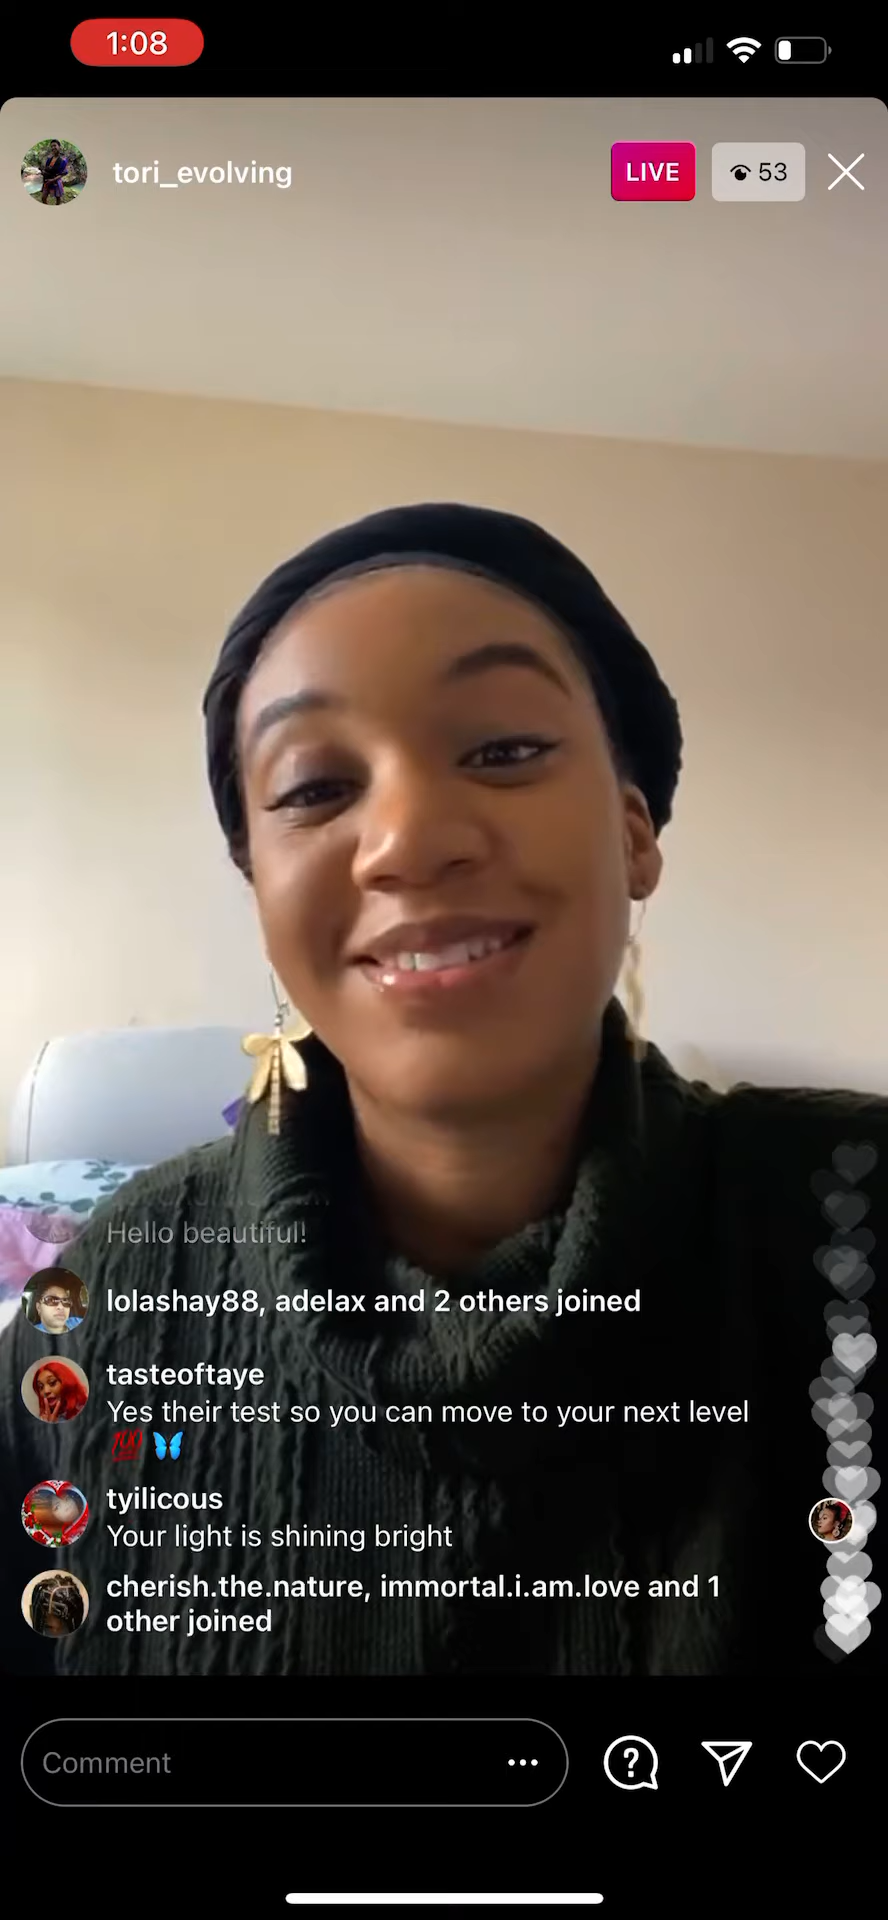 1:08
tori_evolving
LIVE
53
Hello beautiful!
lolashay88, adelax and 2 others joined
tasteoftaye
Yes their test so you can move to your next level
💯 🦋
tyilicous
Your light is shining bright
cherish.the.nature, immortal.i.am.love and 1
other joined
Comment